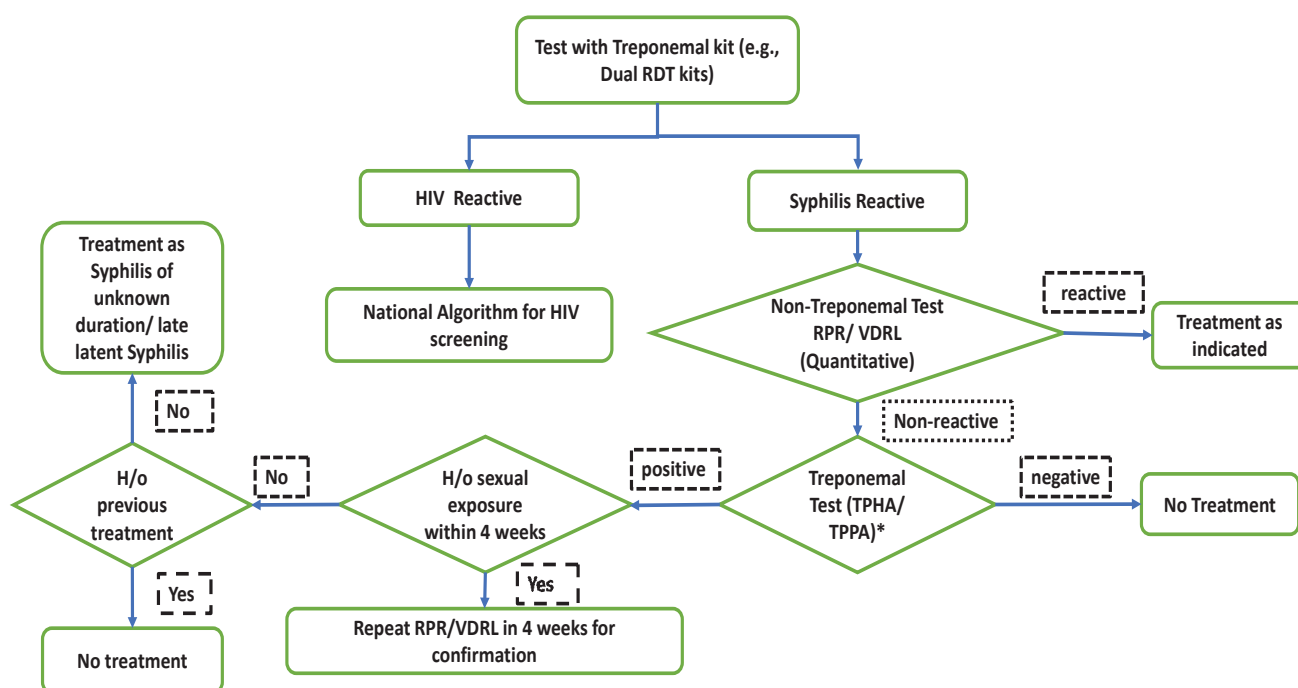 Test with Treponemal kit (e.g.,
Dual RDT kits)
HIV Reactive
Syphilis Reactive
Treatment as
Syphilis of
unknown
duration/ late
latent Syphilis
National Algorithm for HIV
screening
Non-Treponemal Test
RPR/ VDRL
(Quantitative)
reactive
Treatment as
indicated
No
Non-reactive
H/o
previous
treatment
No
H/o sexual
exposure
within 4 weeks
positive
Treponemal
Test (TPHA/
TPPA)*
negative
No Treatment
Yes
Yes
No treatment
Repeat RPR/VDRL in 4 weeks for
confirmation